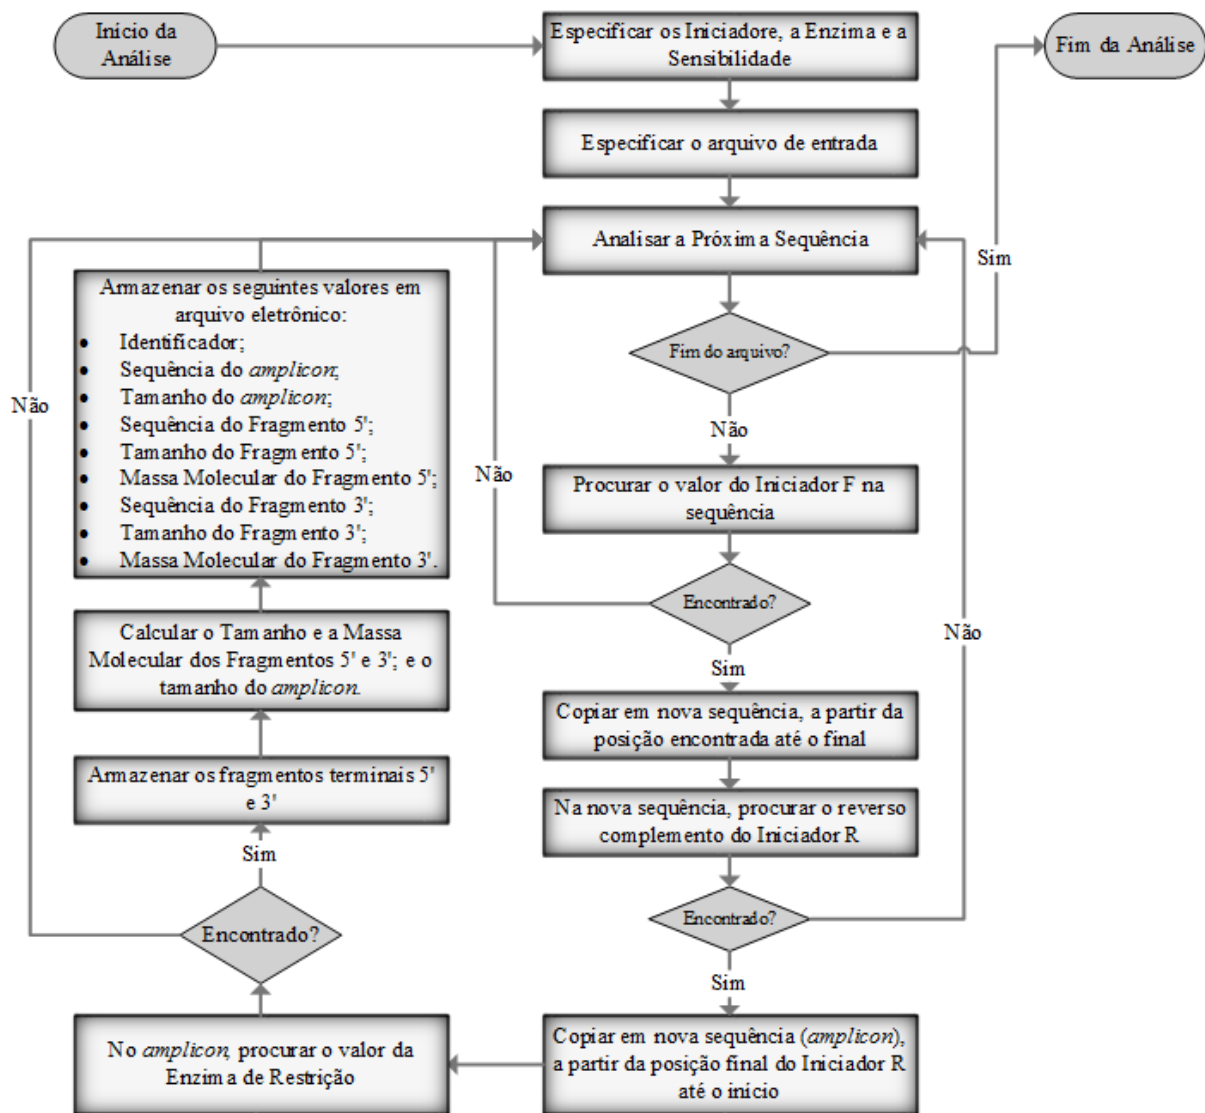 Início da
Análise
Especificar os Iniciadore, a Enzima e a
Sensibilidade
Fim da Análise
Especificar o arquivo de entrada
Analisar a Próxima Sequência
Sim
Fim do arquivo?
Não
Procurar o valor do Iniciador F na
sequência
Encontrado?
Não
Sim
Copiar em nova sequência, a partir da
posição encontrada até o final
Na nova sequência, procurar o reverso
complemento do Iniciador R
Encontrado?
Não
Sim
Copiar em nova sequência (amplicon),
a partir da posição final do Iniciador R
até o início
No amplicon, procurar o valor da
Enzima de Restrição
Encontrado?
Não
Sim
Armazenar os fragmentos terminais 5'
e 3'
Calcular o Tamanho e a Massa
Molecular dos Fragmentos 5' e 3'; e o
tamanho do amplicon.
Armazenar os seguintes valores em
arquivo eletrônico:
• Identificador;
• Sequência do amplicon;
• Tamanho do amplicon;
• Sequência do Fragmento 5';
• Tamanho do Fragmento 5';
• Massa Molecular do Fragmento 5';
• Sequência do Fragmento 3';
• Tamanho do Fragmento 3';
• Massa Molecular do Fragmento 3'.